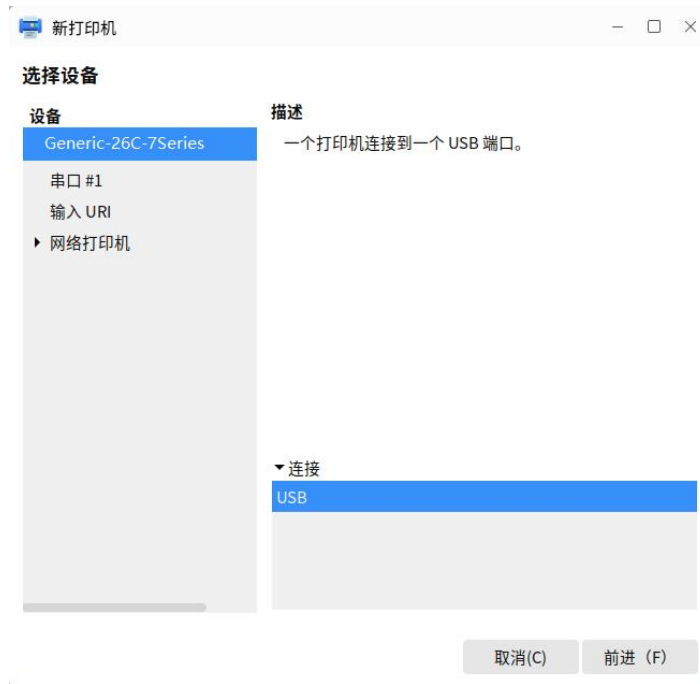 新打印机
选择设备
设备
Generic-26C-7Series
串口 #1
输入 URI
网络打印机
描述
一个打印机连接到一个 USB 端口。
连接
USB
取消(C)
前进（F）